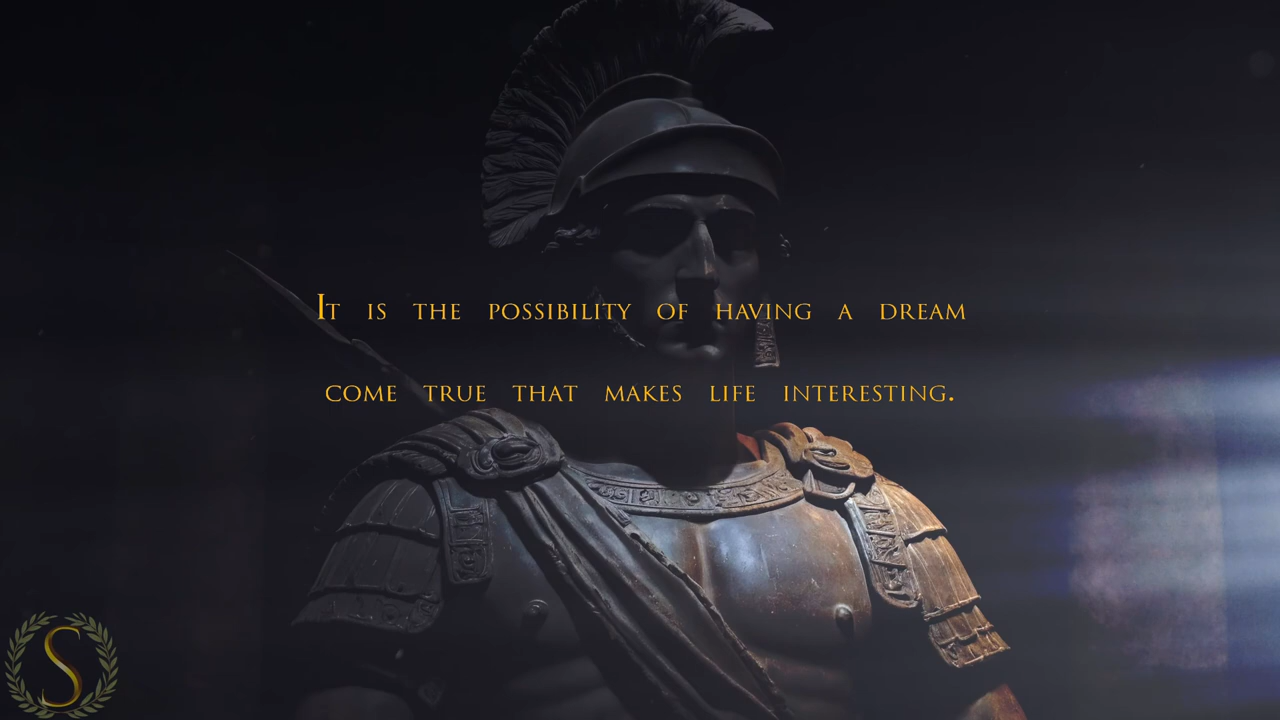 It is the possibility of having a dream
come true that makes life interesting.
S